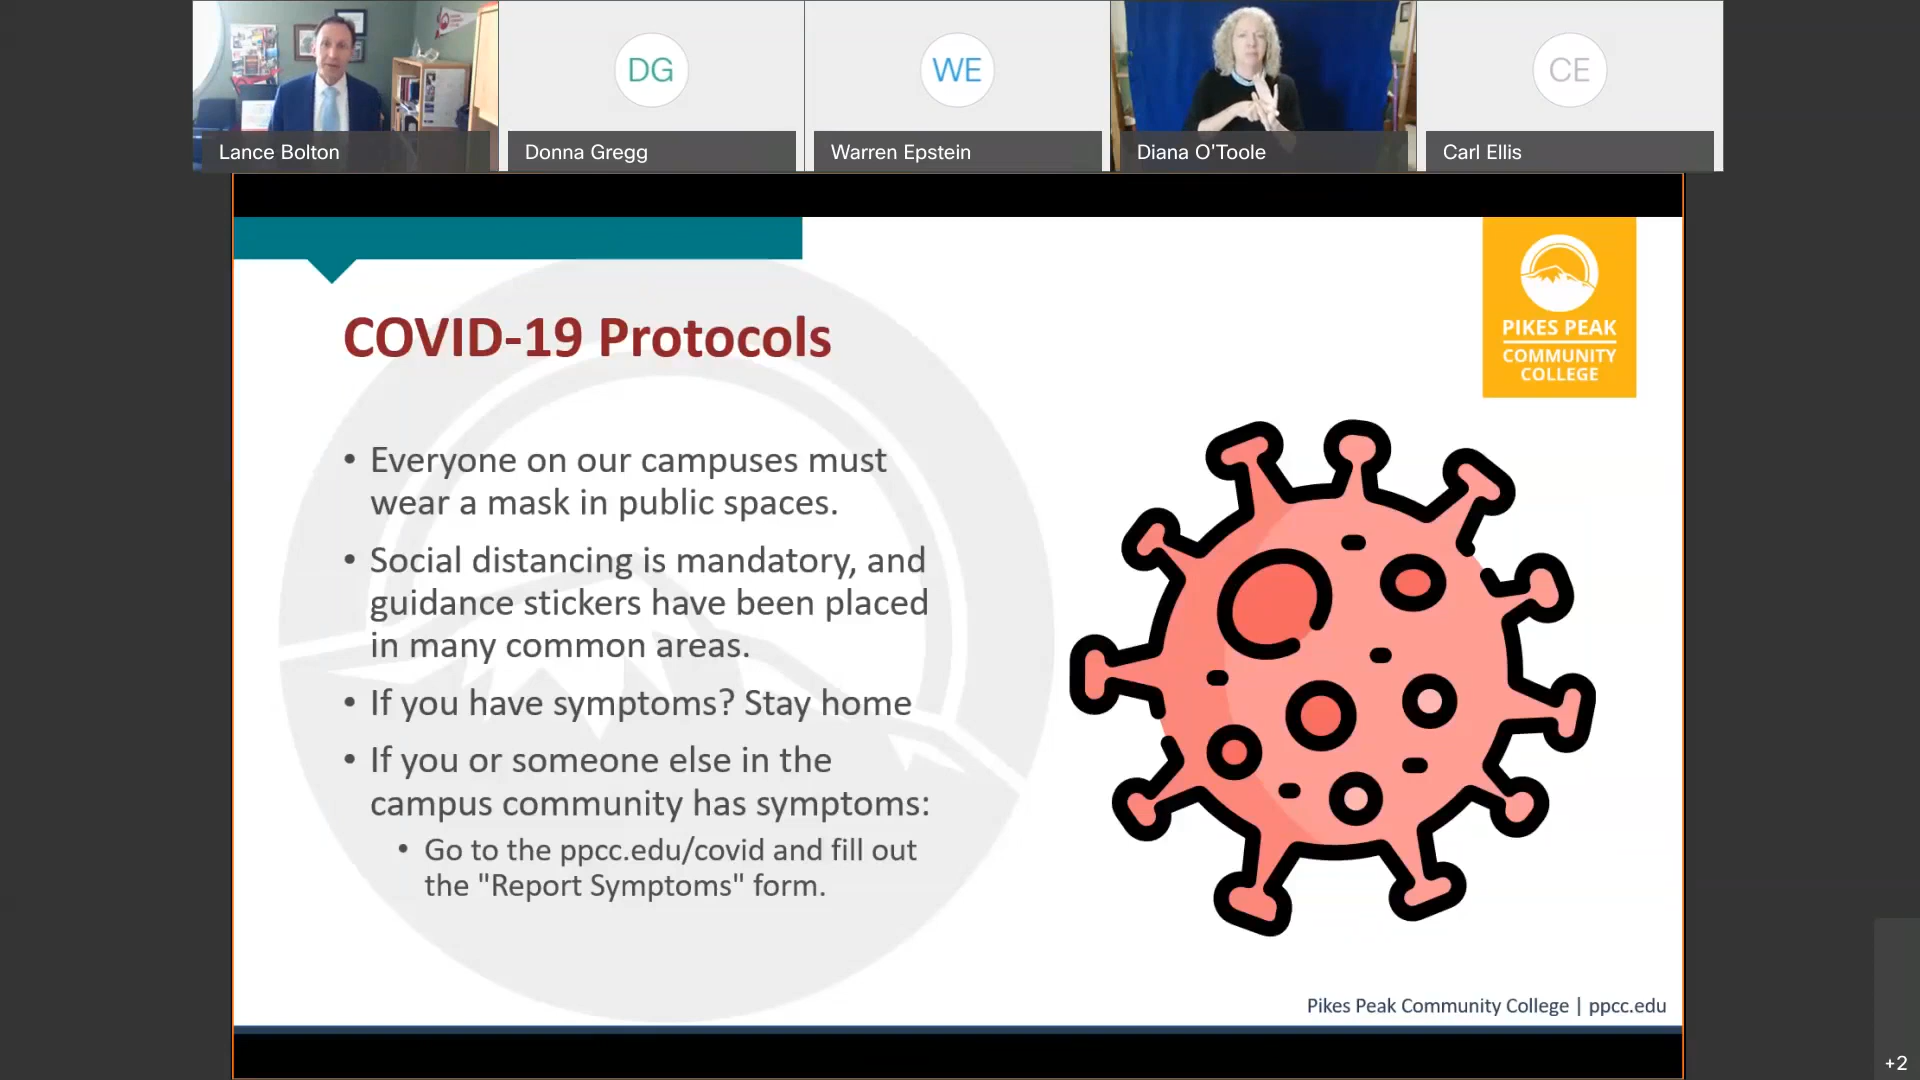 DG
WE
CE
Lance Bolton
Donna Gregg
Warren Epstein
Diana O'Toole
Carl Ellis
PIKES PEAK
COMMUNITY
COLLEGE
COVID-19 Protocols
• Everyone on our campuses must
wear a mask in public spaces.
• Social distancing is mandatory, and
guidance stickers have been placed
in many common areas.
• If you have symptoms? Stay home
• If you or someone else in the
campus community has symptoms:
• Go to the ppcc.edu/covid and fill out
the "Report Symptoms" form.
Pikes Peak Community College | ppcc.edu
+2